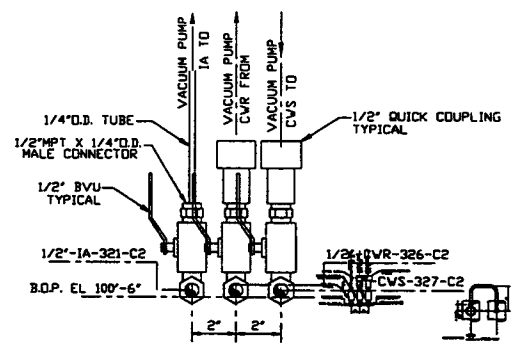 VACUUM PUMP
IA TO
VACUUM PUMP
CWR FROM
VACUUM PUMP
CWS TO
1/4"O.D. TUBE
1/2"MPT X 1/4"O.D.
MALE CONNECTOR
1/2" BVU
TYPICAL
1/2" QUICK COUPLING
TYPICAL
1/2"-IA-321-C2
1/2"-CWR-326-C2
CWS-327-C2
B.O.P. EL 100'-6"
2"
2"